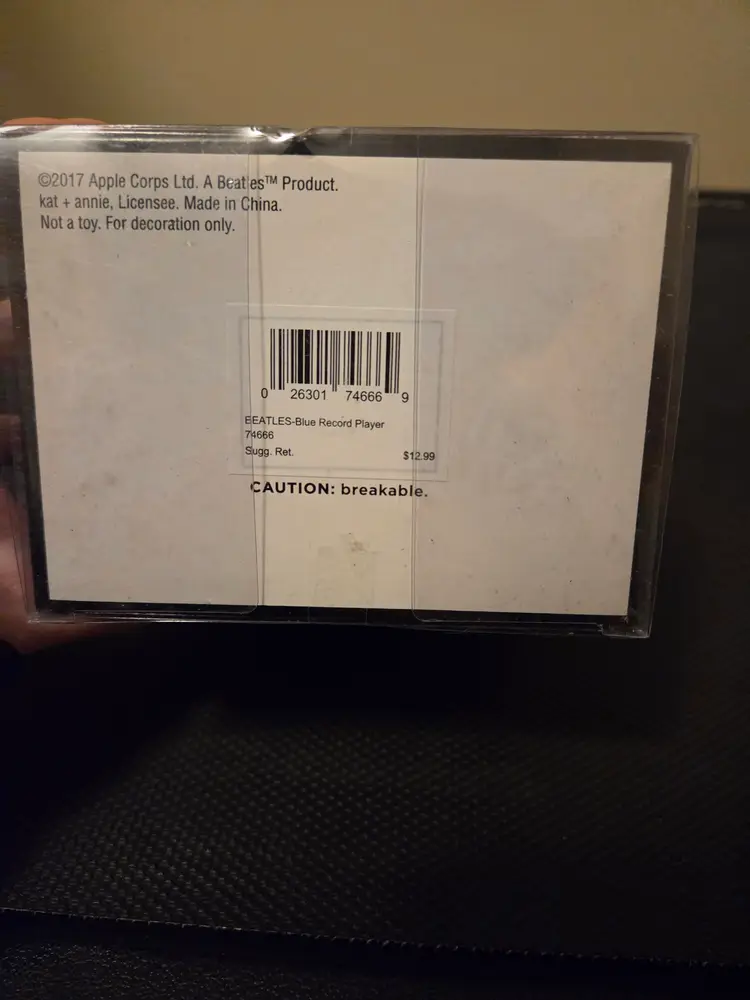 ©2017 Apple Corps Ltd. A Beatles™ Product.
kat + annie, Licensee. Made in China.
Not a toy. For decoration only.
0 26301 74666 9
BEATLES-Blue Record Player
74666
Sugg. Ret. $12.99
CAUTION: breakable.